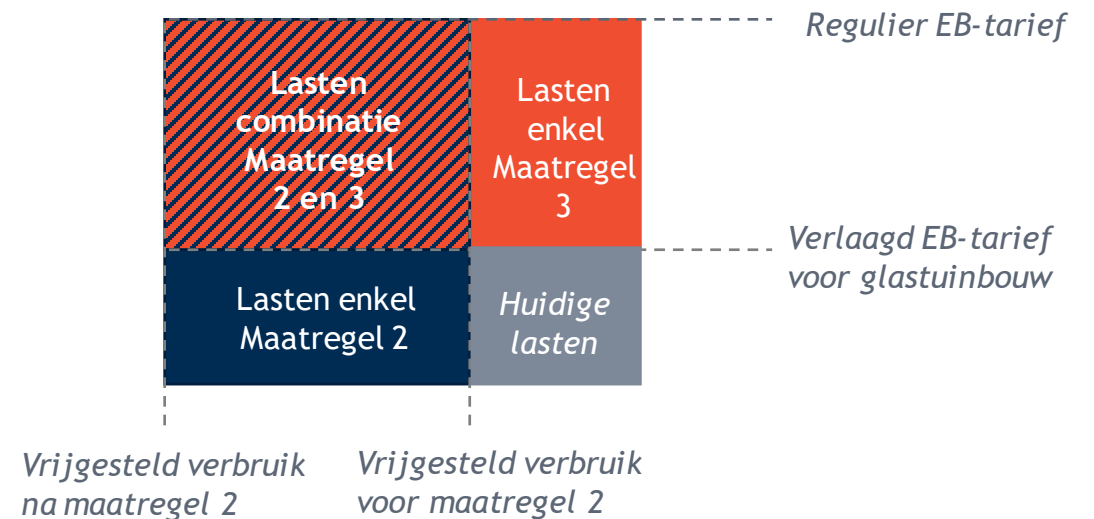 Regulier EB-tarief
Lasten
combinatie
Maatregel
2 en 3
Lasten
enkel
Maatregel
3
Verlaagd EB-tarief
voor glastuinbouw
Lasten enkel
Maatregel 2
Huidige
lasten
Vrijgesteld verbruik
na maatregel 2
Vrijgesteld verbruik
voor maatregel 2